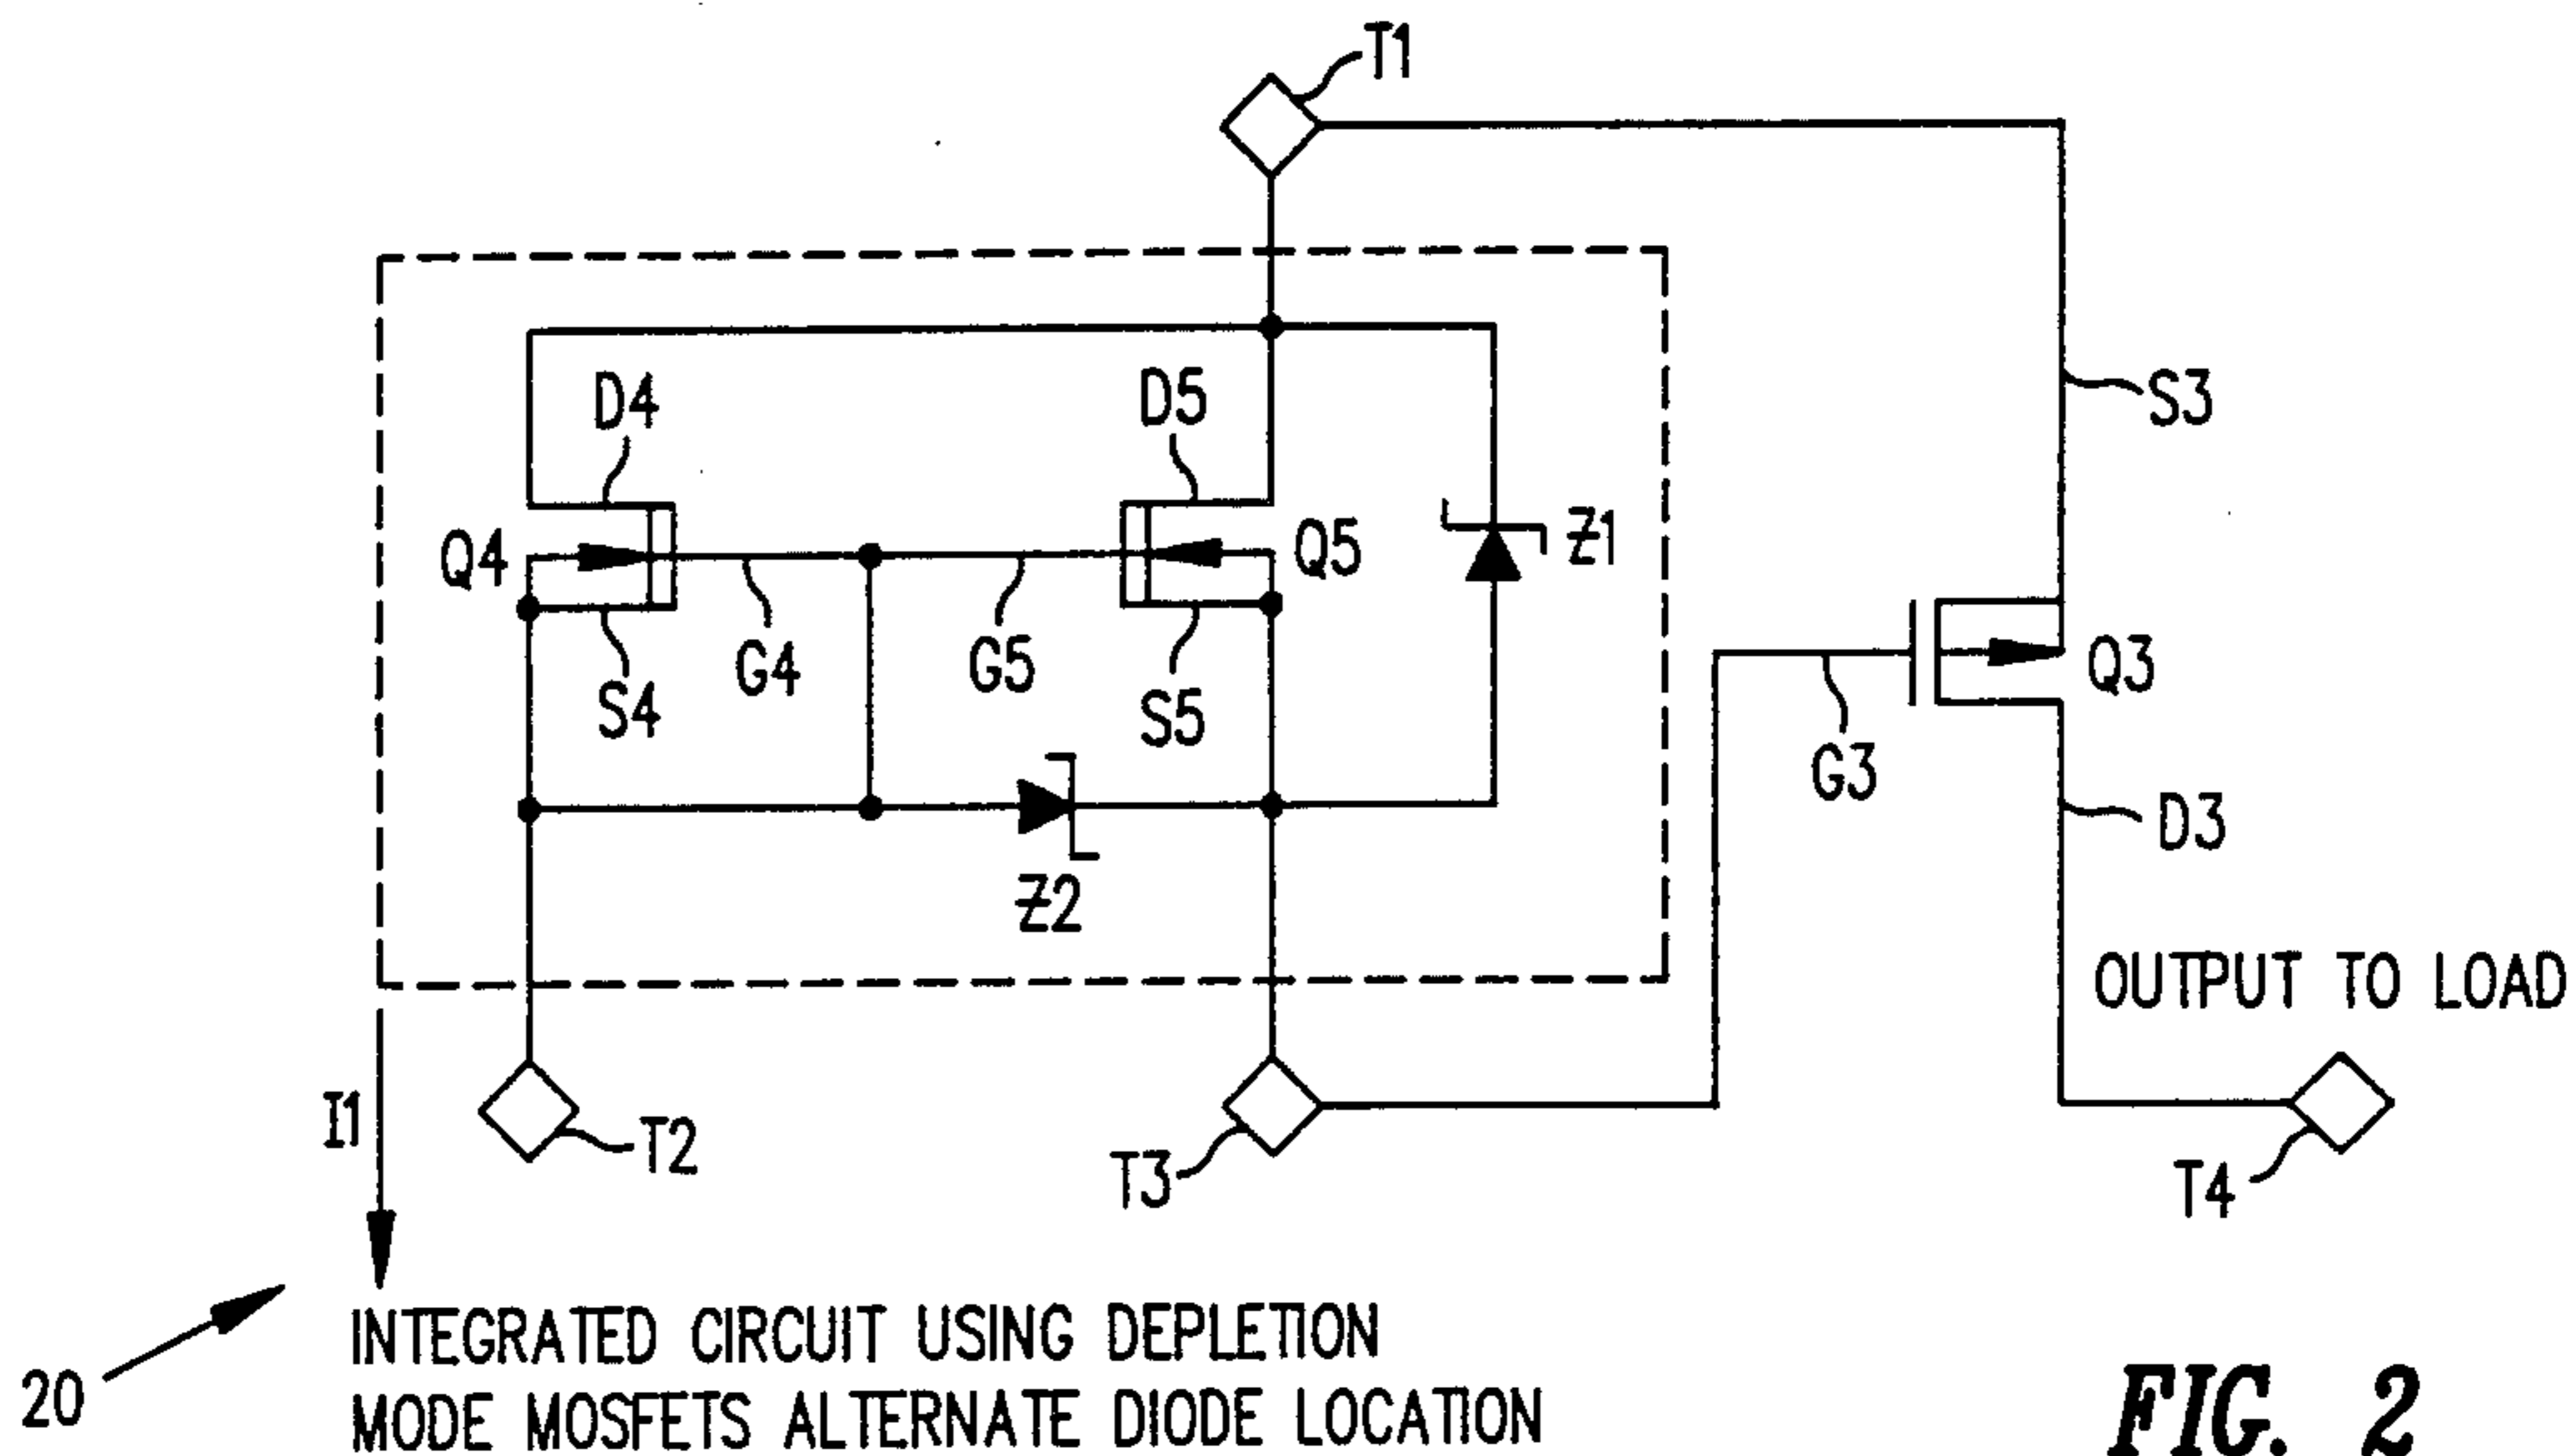 T1
D4
D5
S3
Q4
Q5
Z1
G4
G5
S4
S5
Q3
G3
D3
Z2
OUTPUT TO LOAD
I1
T2
T3
T4
20
INTEGRATED CIRCUIT USING DEPLETION
MODE MOSFETS ALTERNATE DIODE LOCATION
FIG. 2